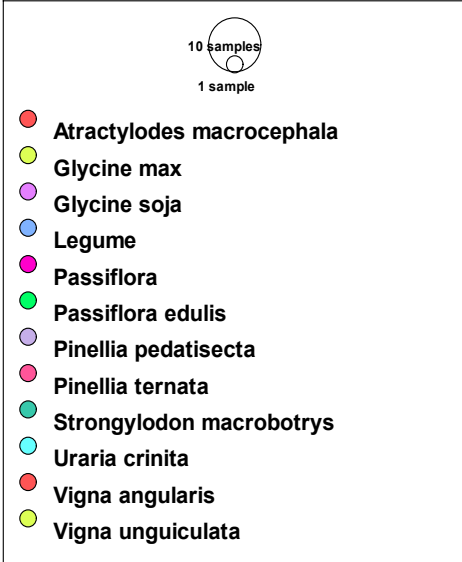 10 samples
1 sample
Atractylodes macrocephala
Glycine max
Glycine soja
Legume
Passiflora
Passiflora edulis
Pinellia pedatisecta
Pinellia ternata
Strongylodon macrobotrys
Uraria crinita
Vigna angularis
Vigna unguiculata